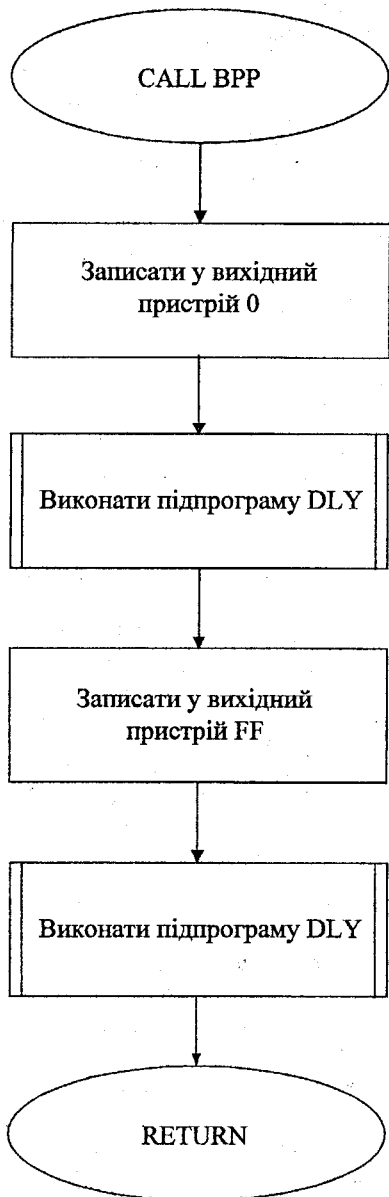 CALL BPP
Записати у вихідний
пристрій 0
Виконати підпрограму DLY
Записати у вихідний
пристрій FF
Виконати підпрограму DLY
RETURN